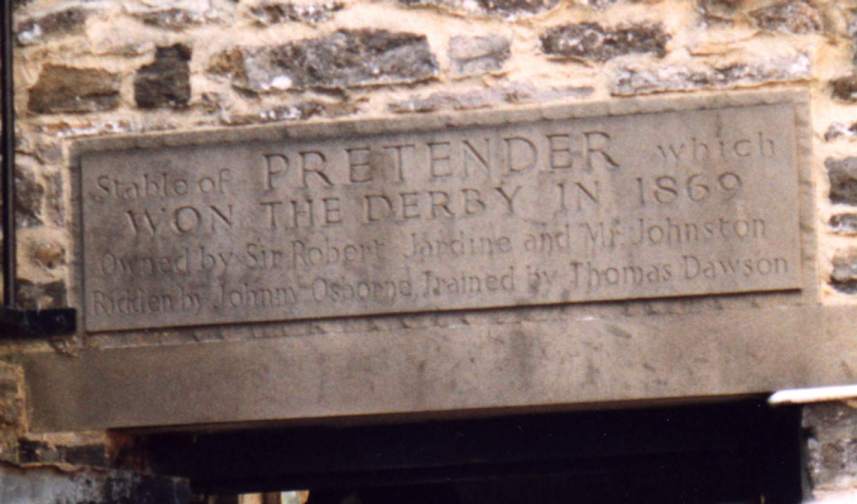 Stable of PRETENDER which
WON THE DERBY IN 1869
Owned by Sir Robert Jardine and Mr Johnston
Ridden by Johnny Osborne, Trained by Thomas Dawson